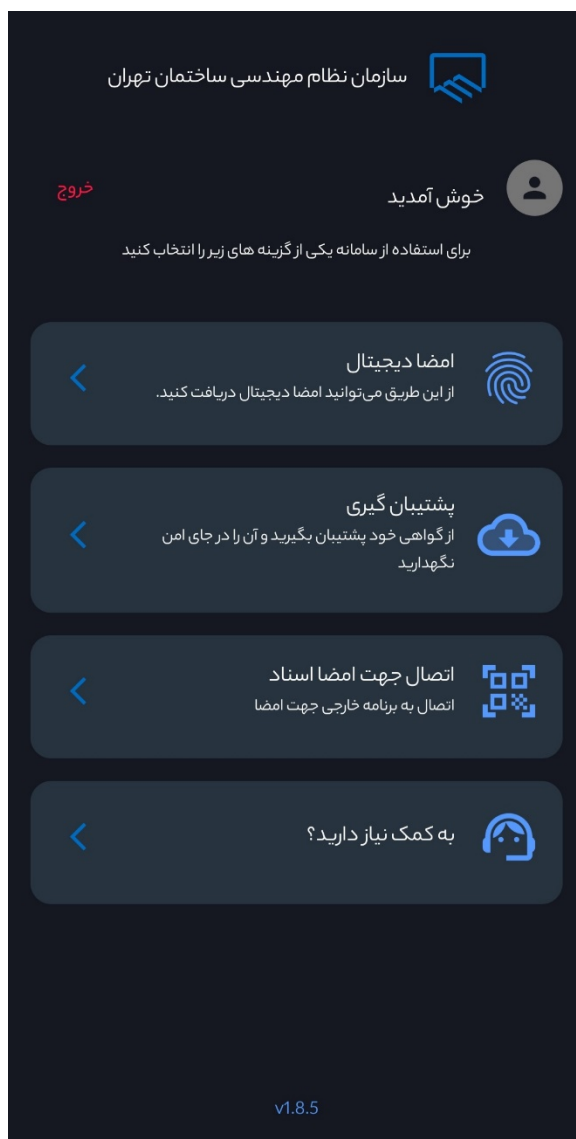 سازمان نظام مهندسی ساختمان تهران
خوش آمدید
خروج
برای استفاده از سامانه یکی از گزینه های زیر را انتخاب کنید
امضا دیجیتال
از این طریق می‌توانید امضا دیجیتال دریافت کنید.
پشتیبان گیری
از گواهی خود پشتیبان بگیرید و آن را در جای امن
نگهدارید
اتصال جهت امضا اسناد
اتصال به برنامه خارجی جهت امضا
به کمک نیاز دارید؟
v1.8.5